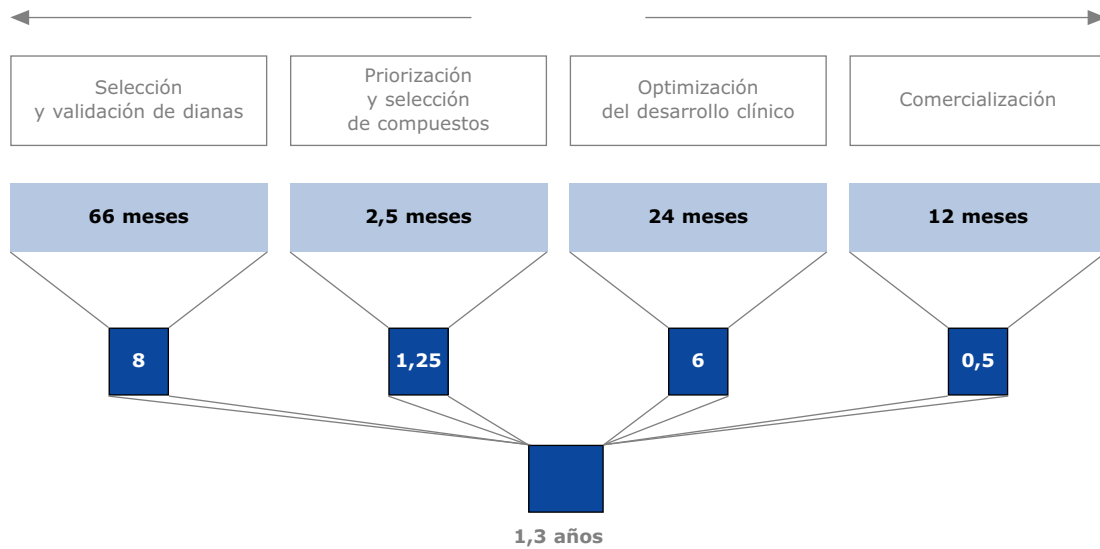 Selección
y validación de dianas
Priorización
y selección
de compuestos
Optimización
del desarrollo clínico
Comercialización
66 meses
2,5 meses
24 meses
12 meses
8
1,25
6
0,5
1,3 años